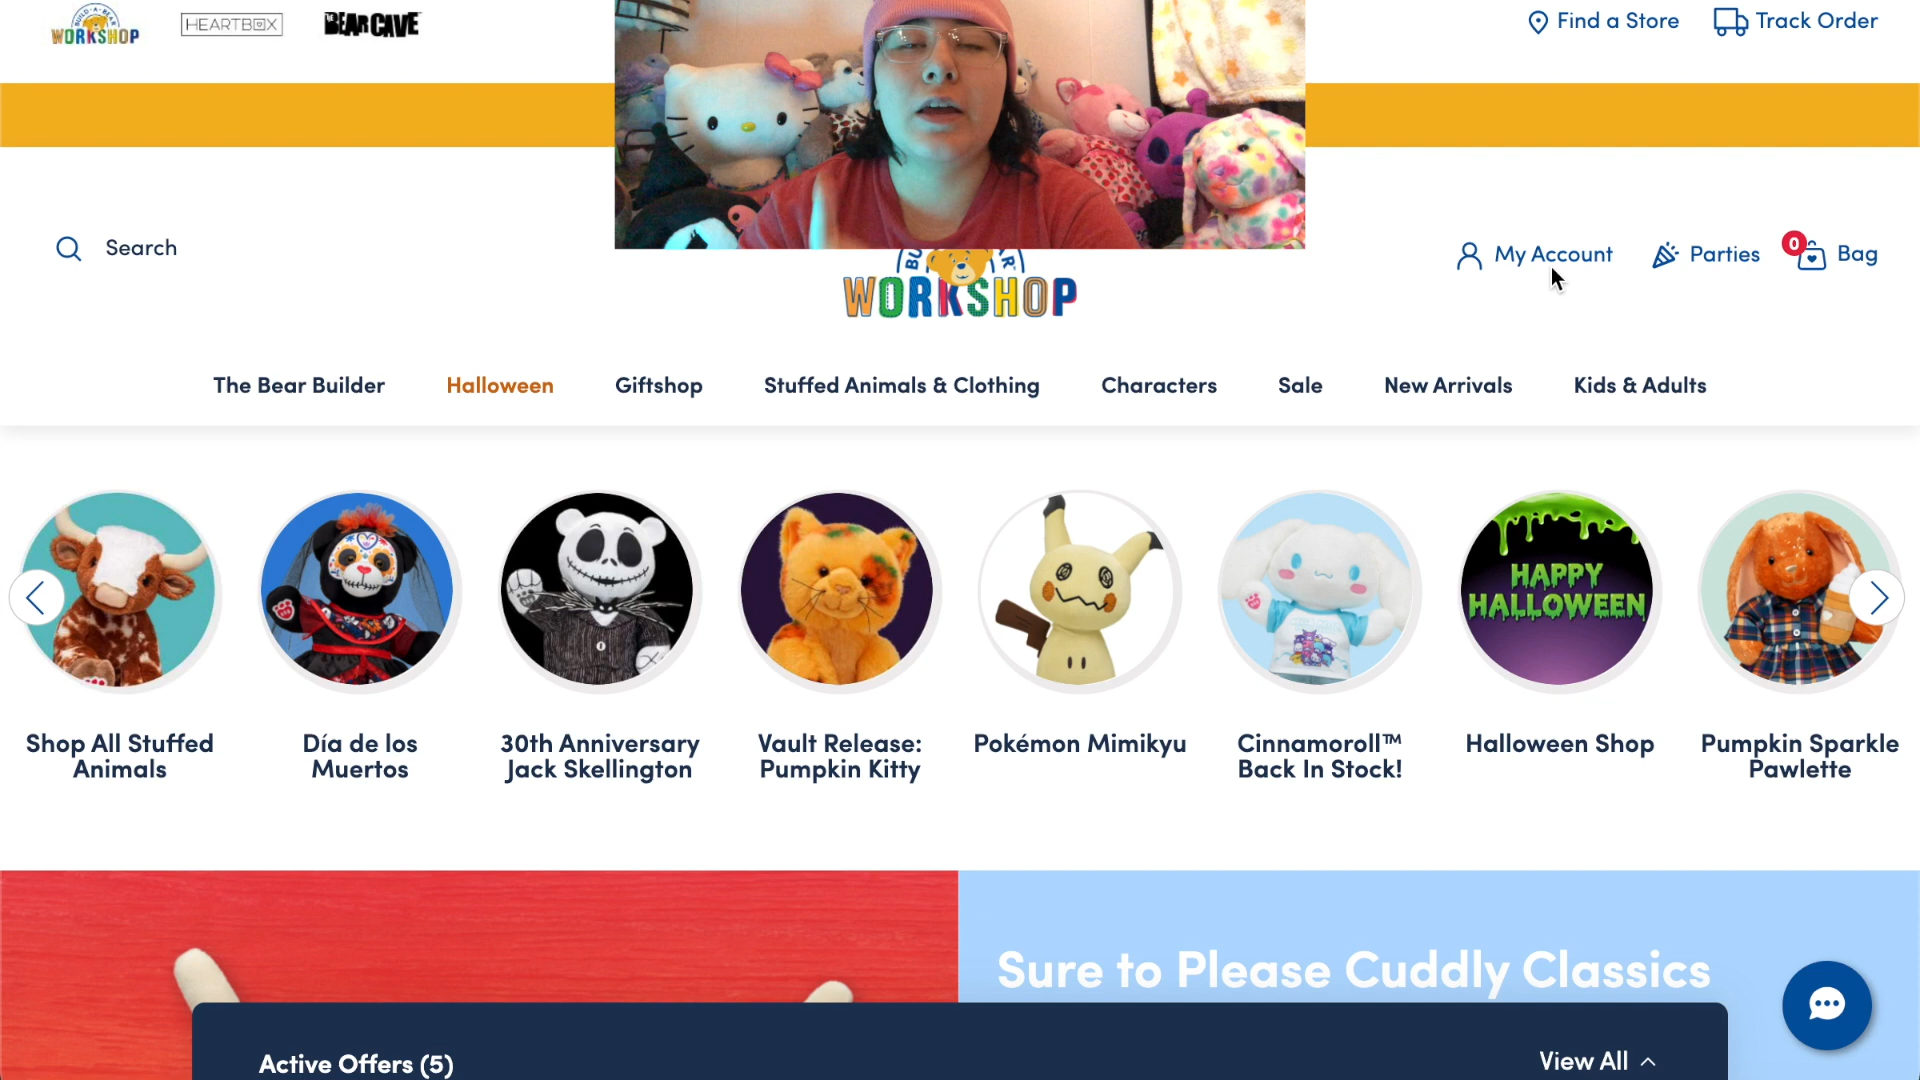 BUILD-A-BEAR
WORKSHOP
HEARTBOX
THE BEAR CAVE
Find a Store
Track Order
Search
My Account
Parties
0
Bag
WORKSHOP
The Bear Builder
Halloween
Giftshop
Stuffed Animals & Clothing
Characters
Sale
New Arrivals
Kids & Adults
HAPPY
HALLOWEEN
Shop All Stuffed
Animals
Día de los
Muertos
30th Anniversary
Jack Skellington
Vault Release:
Pumpkin Kitty
Pokémon Mimikyu
Cinnamoroll™
Back In Stock!
Halloween Shop
Pumpkin Sparkle
Pawlette
Sure to Please Cuddly Classics
Active Offers (5)
View All